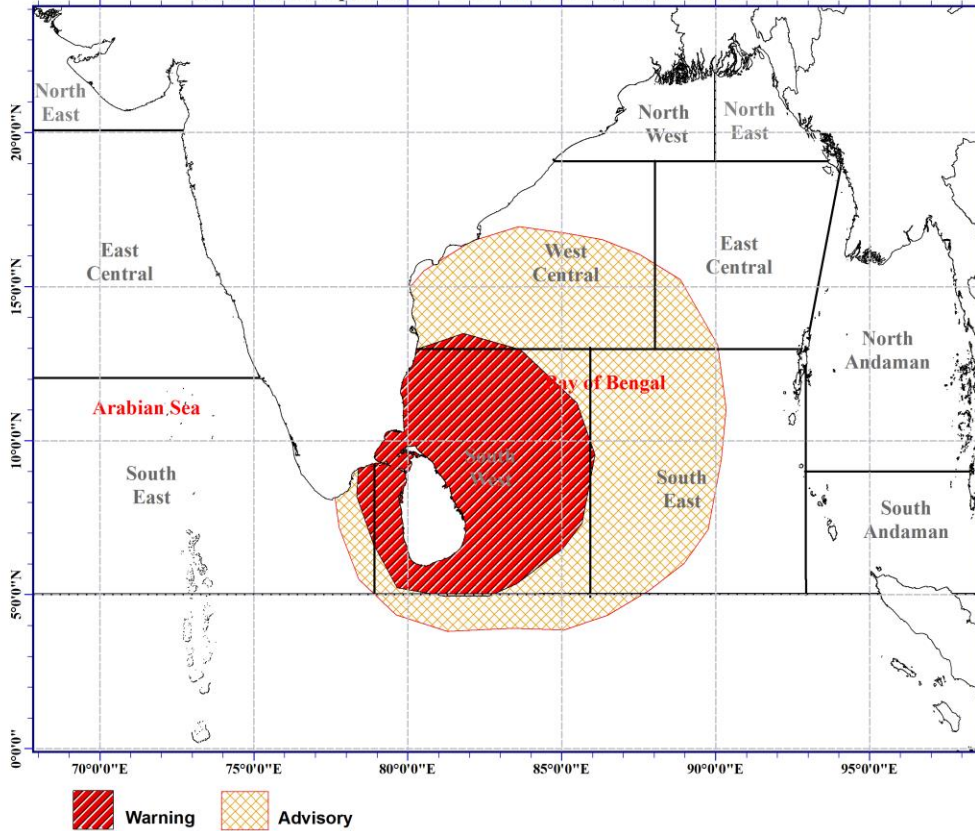 North
East
North
West
North
East
20°0'0"N
East
Central
West
Central
East
Central
15°0'0"N
North
Andaman
Bay of Bengal
Arabian Sea
10°0'0"N
South
East
South
West
South
East
South
Andaman
5°0'0"N
0°0'0"
70°0'0"E
75°0'0"E
80°0'0"E
85°0'0"E
90°0'0"E
95°0'0"E
Warning
Advisory